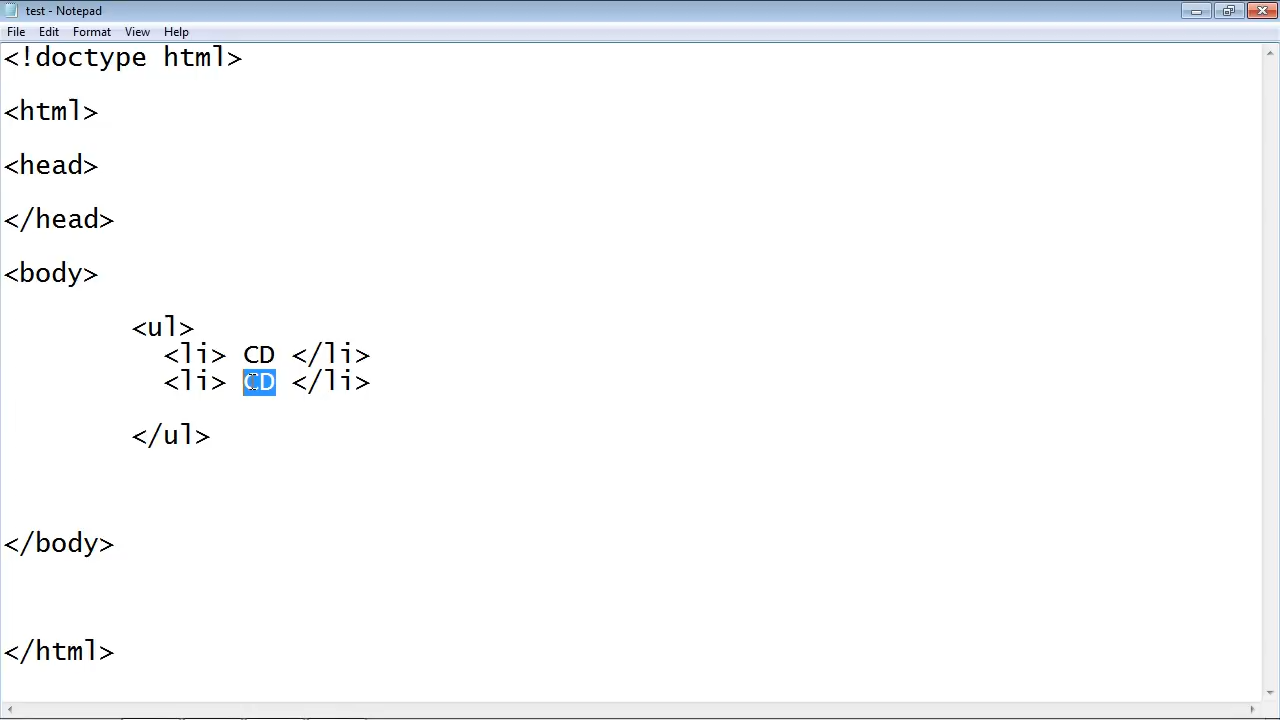 test - Notepad
File Edit Format View Help
<!doctype html>
<html>
<head>
</head>
<body>
<ul>
<li> CD </li>
<li> CD </li>
</ul>
</body>
</html>